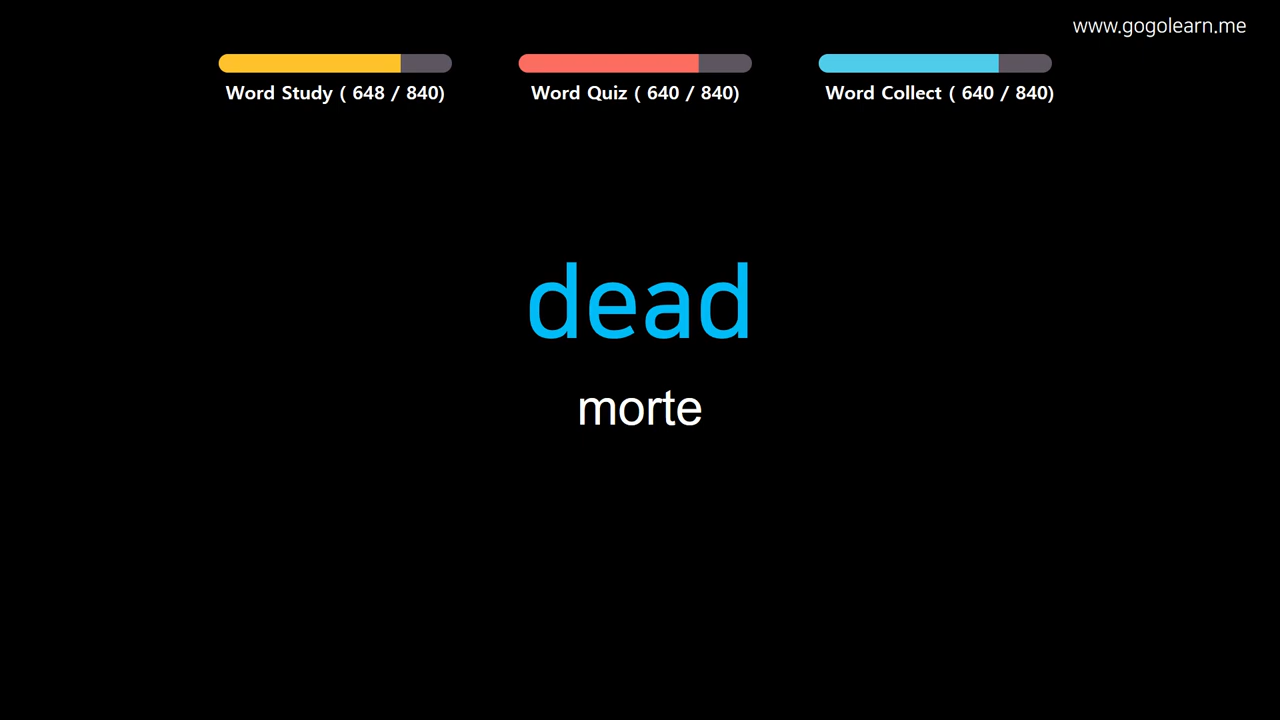 www.gogolearn.me
Word Study ( 648 / 840)
Word Quiz ( 640 / 840)
Word Collect ( 640 / 840)
dead
morte